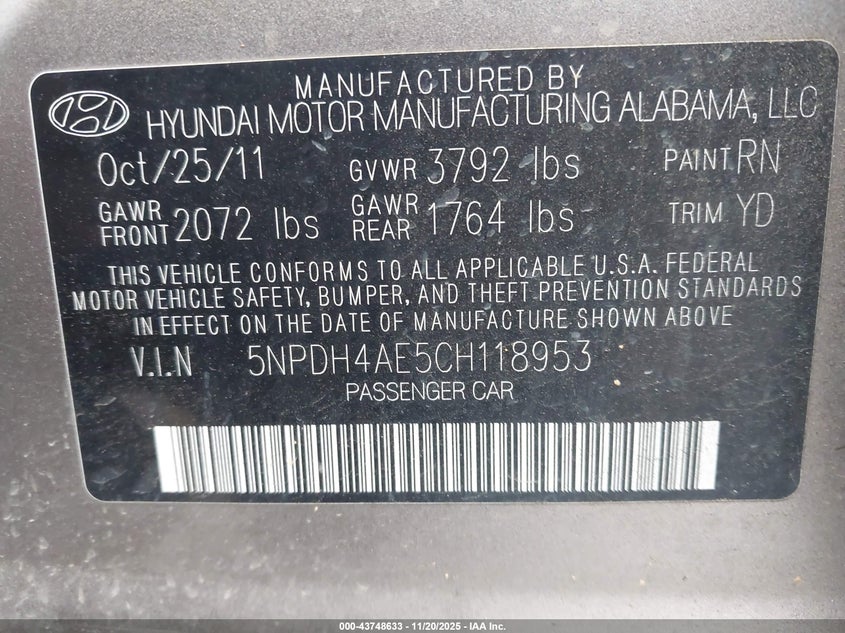 MANUFACTURED BY
HYUNDAI MOTOR MANUFACTURING ALABAMA, LLC
Oct/25/11 GVWR 3792 lbs PAINT RN
GAWR FRONT 2072 lbs GAWR REAR 1764 lbs TRIM YD
THIS VEHICLE CONFORMS TO ALL APPLICABLE U.S.A. FEDERAL
MOTOR VEHICLE SAFETY, BUMPER, AND THEFT PREVENTION STANDARDS
IN EFFECT ON THE DATE OF MANUFACTURE SHOWN ABOVE
V.I.N 5NPDH4AE5CH118953
PASSENGER CAR
000-43748633 - 11/20/2025 - IAA Inc.